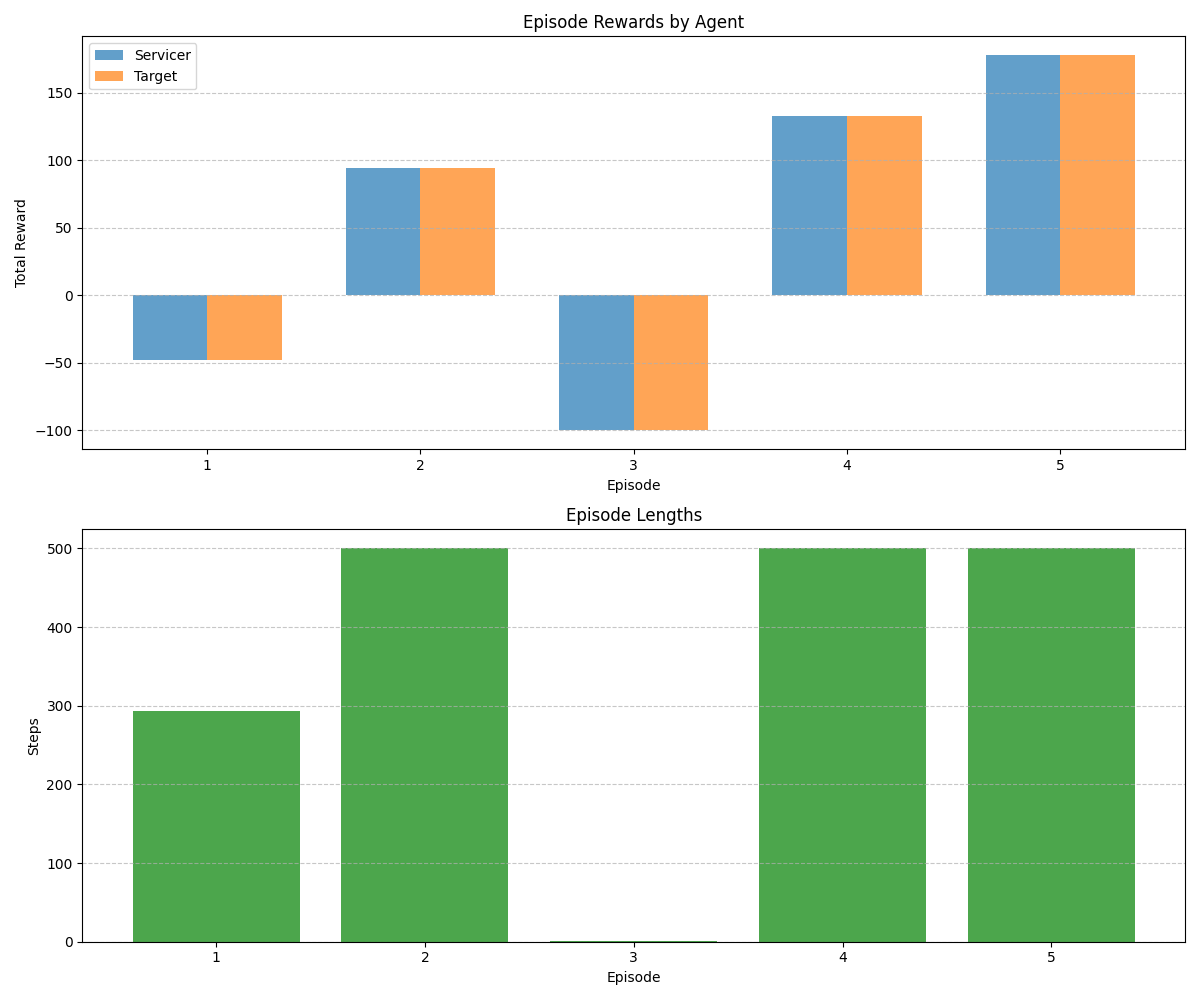 Episode Rewards by Agent
Servicer
Target
150
100
50
0
−50
−100
Total Reward
1 2 3 4 5
Episode
Episode Lengths
500
400
300
200
100
0
Steps
1 2 3 4 5
Episode